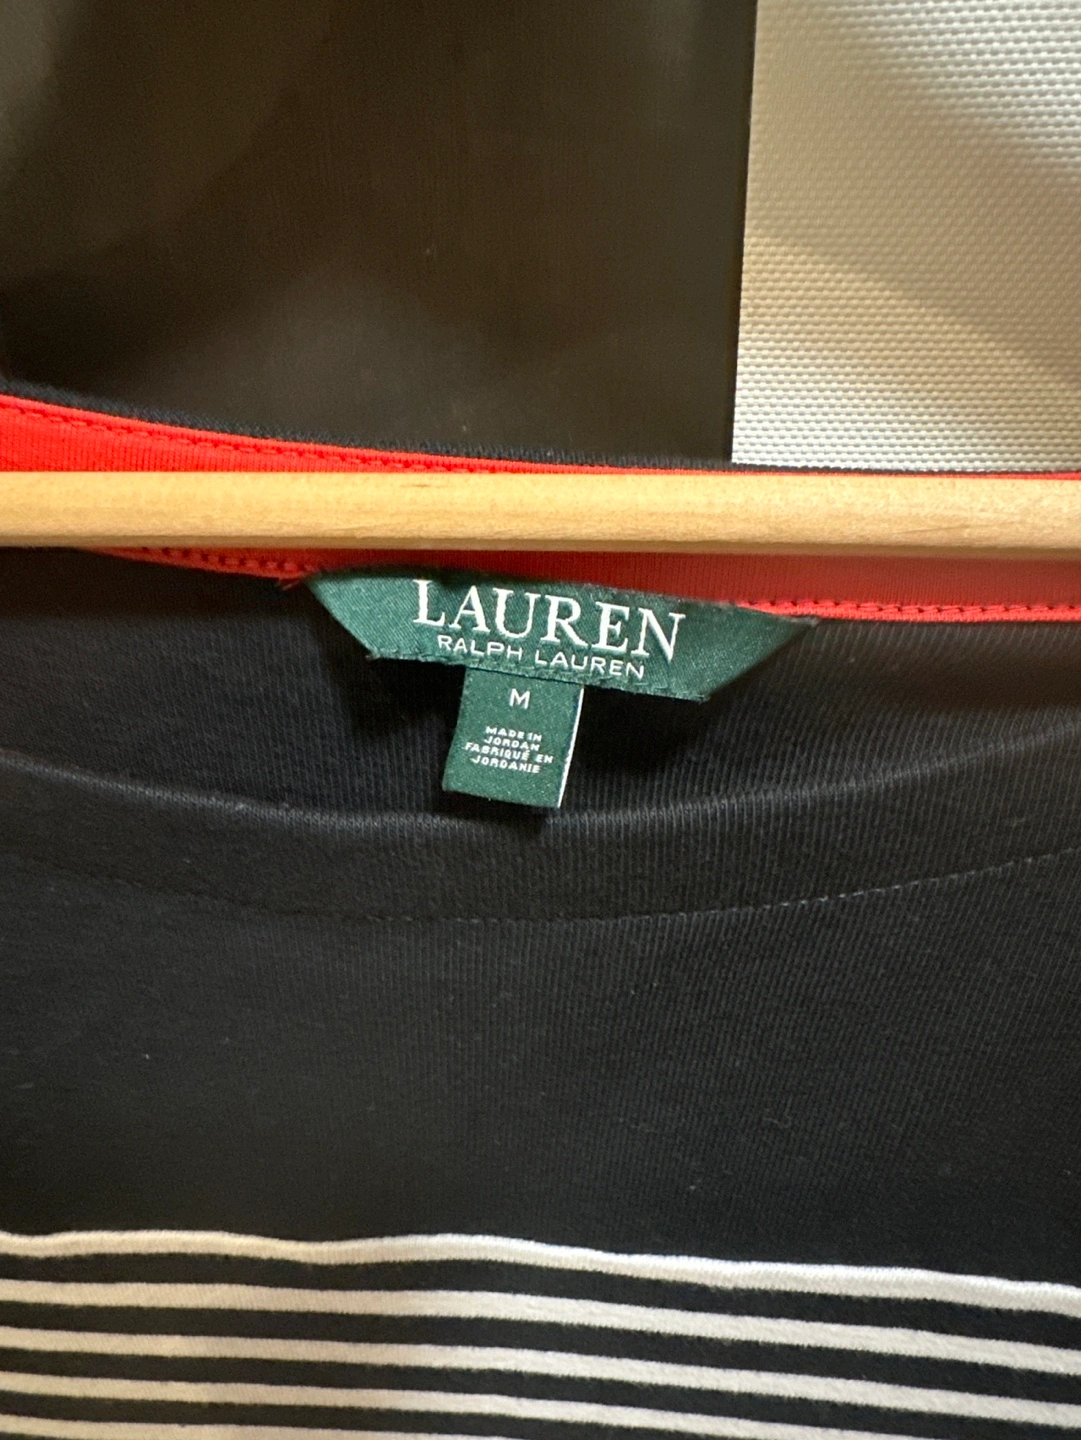 LAUREN
RALPH LAUREN
M
MADE IN
JORDAN
FABRIQUÉ EN
JORDANIE